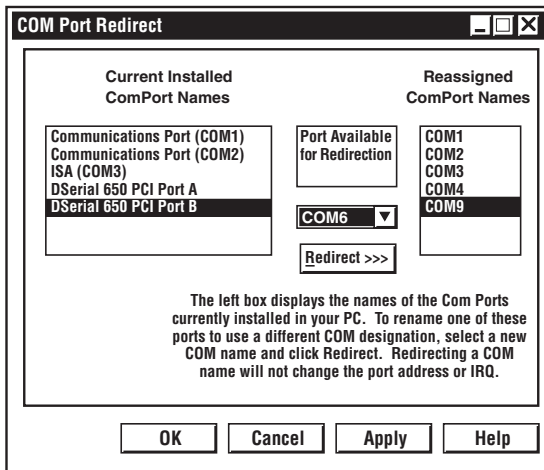 COM Port Redirect
Current Installed
ComPort Names
Reassigned
ComPort Names
Communications Port (COM1)
Communications Port (COM2)
ISA (COM3)
DSerial 650 PCI Port A
DSerial 650 PCI Port B
Port Available
for Redirection
COM6
Redirect >>>
COM1
COM2
COM3
COM4
COM9
The left box displays the names of the Com Ports
currently installed in your PC. To rename one of these
ports to use a different COM designation, select a new
COM name and click Redirect. Redirecting a COM
name will not change the port address or IRQ.
OK
Cancel
Apply
Help